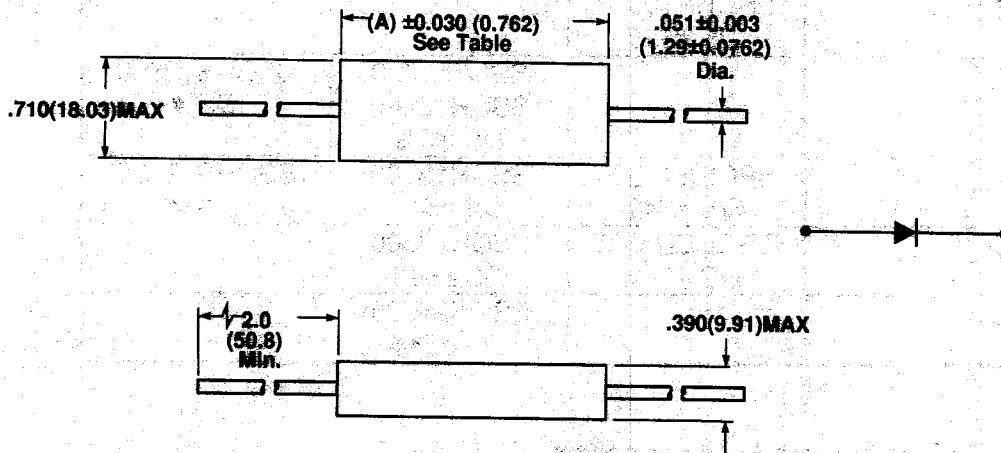 (A) ±0.030 (0.762)
See Table
.051±0.003
(1.29±0.0762)
Dia.
.710(18.03)MAX
2.0
(50.8)
Min.
.390(9.91)MAX